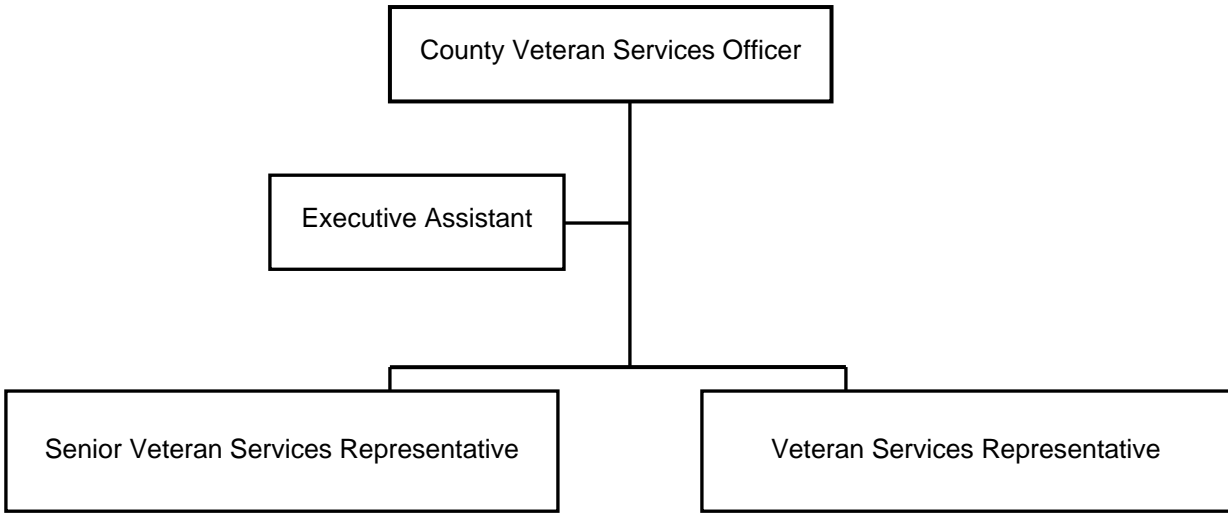 County Veteran Services Officer
Executive Assistant
Senior Veteran Services Representative
Veteran Services Representative